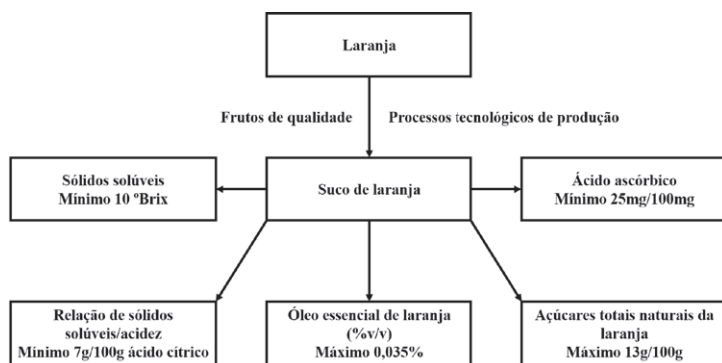 Laranja
Frutos de qualidade
Processos tecnológicos de produção
Sólidos solúveis
Mínimo 10 ºBrix
Suco de laranja
Ácido ascórbico
Mínimo 25mg/100mg
Relação de sólidos
solúveis/acidez
Mínimo 7g/100g ácido cítrico
Óleo essencial de laranja
(%v/v)
Máximo 0,035%
Açúcares totais naturais da
laranja
Máximo 13g/100g